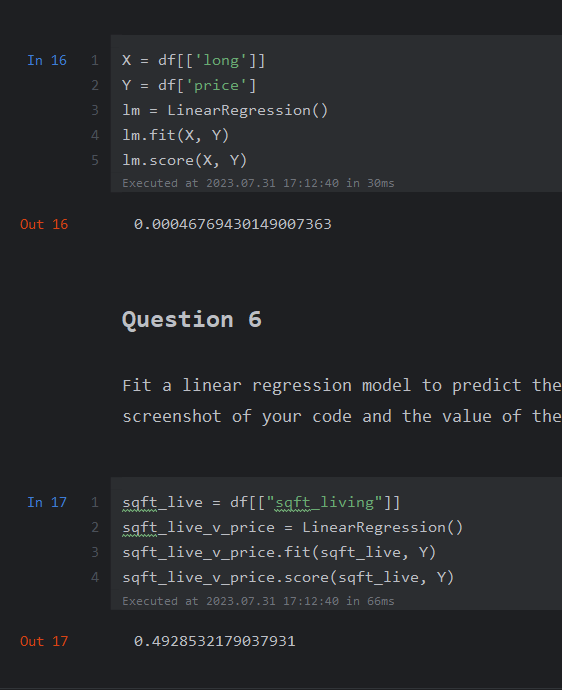 In 16 1 X = df[['long']]
2 Y = df['price']
3 lm = LinearRegression()
4 lm.fit(X, Y)
5 lm.score(X, Y)
Executed at 2023.07.31 17:12:40 in 30ms
Out 16 0.00046769430149007363
Question 6
Fit a linear regression model to predict the
screenshot of your code and the value of the
In 17 1 sqft_live = df[["sqft_living"]]
2 sqft_live_v_price = LinearRegression()
3 sqft_live_v_price.fit(sqft_live, Y)
4 sqft_live_v_price.score(sqft_live, Y)
Executed at 2023.07.31 17:12:40 in 66ms
Out 17 0.4928532179037931